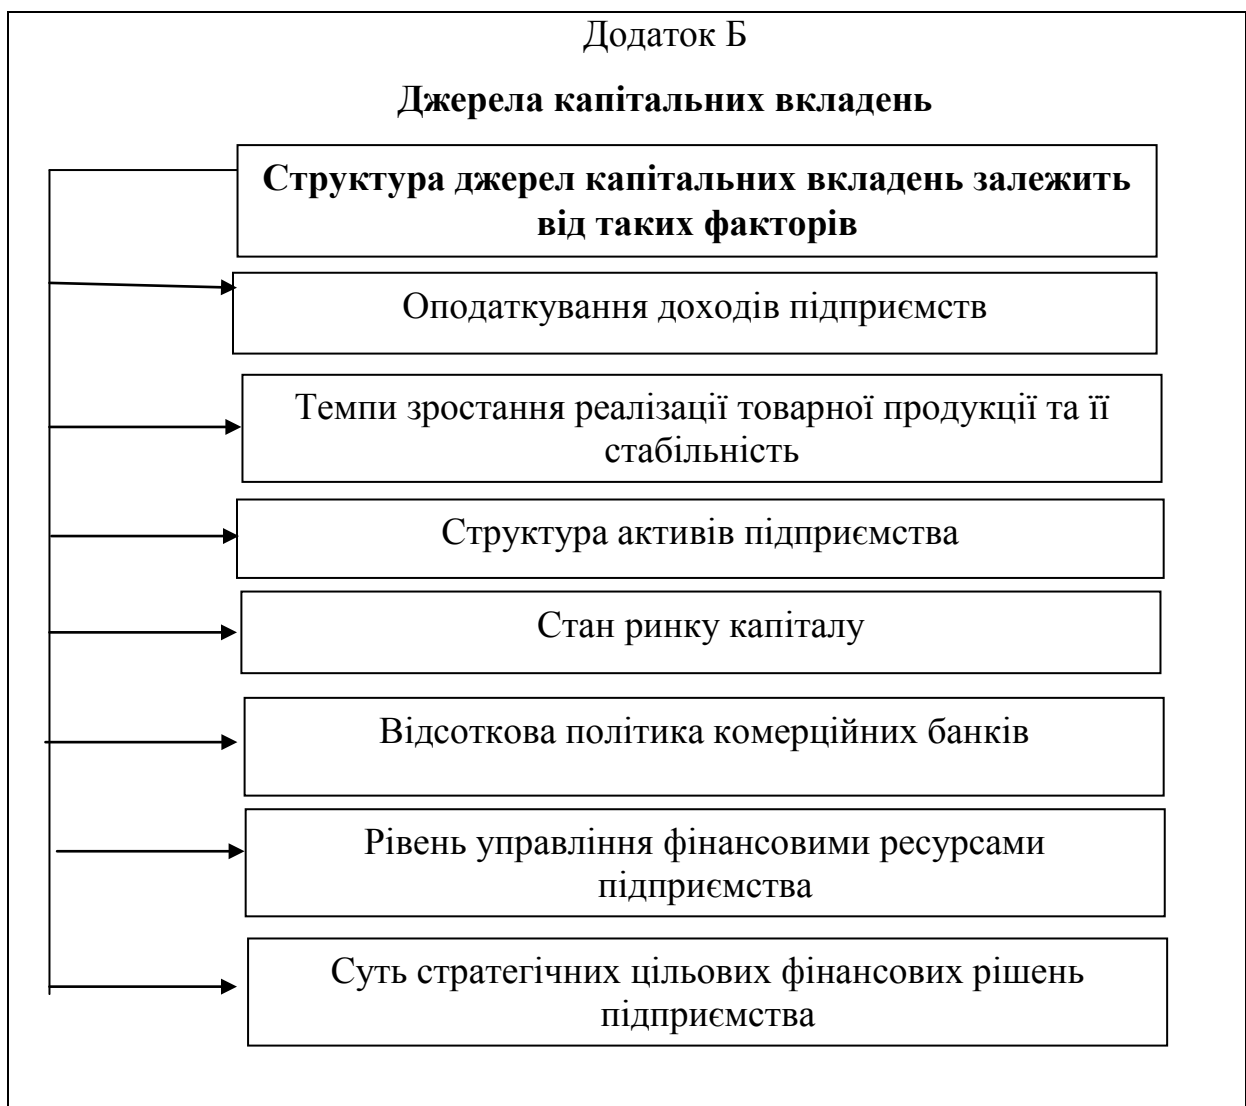 Додаток Б
Джерела капітальних вкладень
Структура джерел капітальних вкладень залежить
від таких факторів
Оподаткування доходів підприємств
Темпи зростання реалізації товарної продукції та її
стабільність
Структура активів підприємства
Стан ринку капіталу
Відсоткова політика комерційних банків
Рівень управління фінансовими ресурсами
підприємства
Суть стратегічних цільових фінансових рішень
підприємства